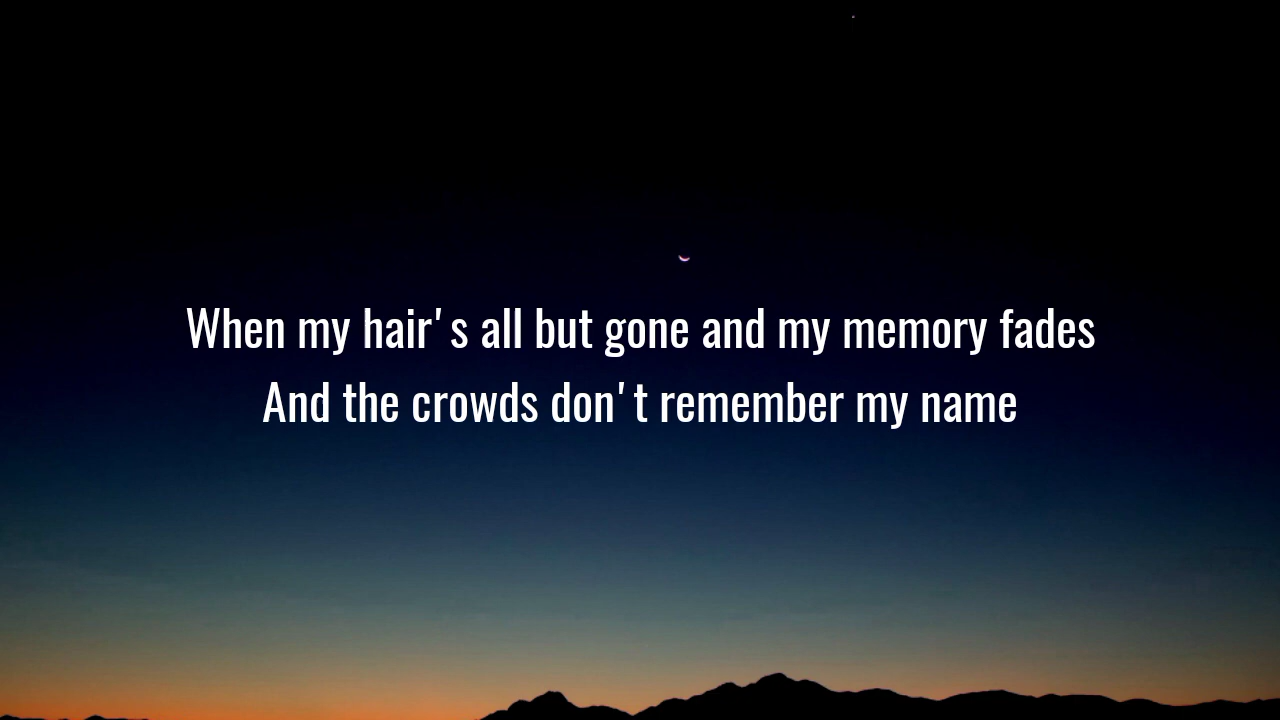 When my hair's all but gone and my memory fades
And the crowds don't remember my name